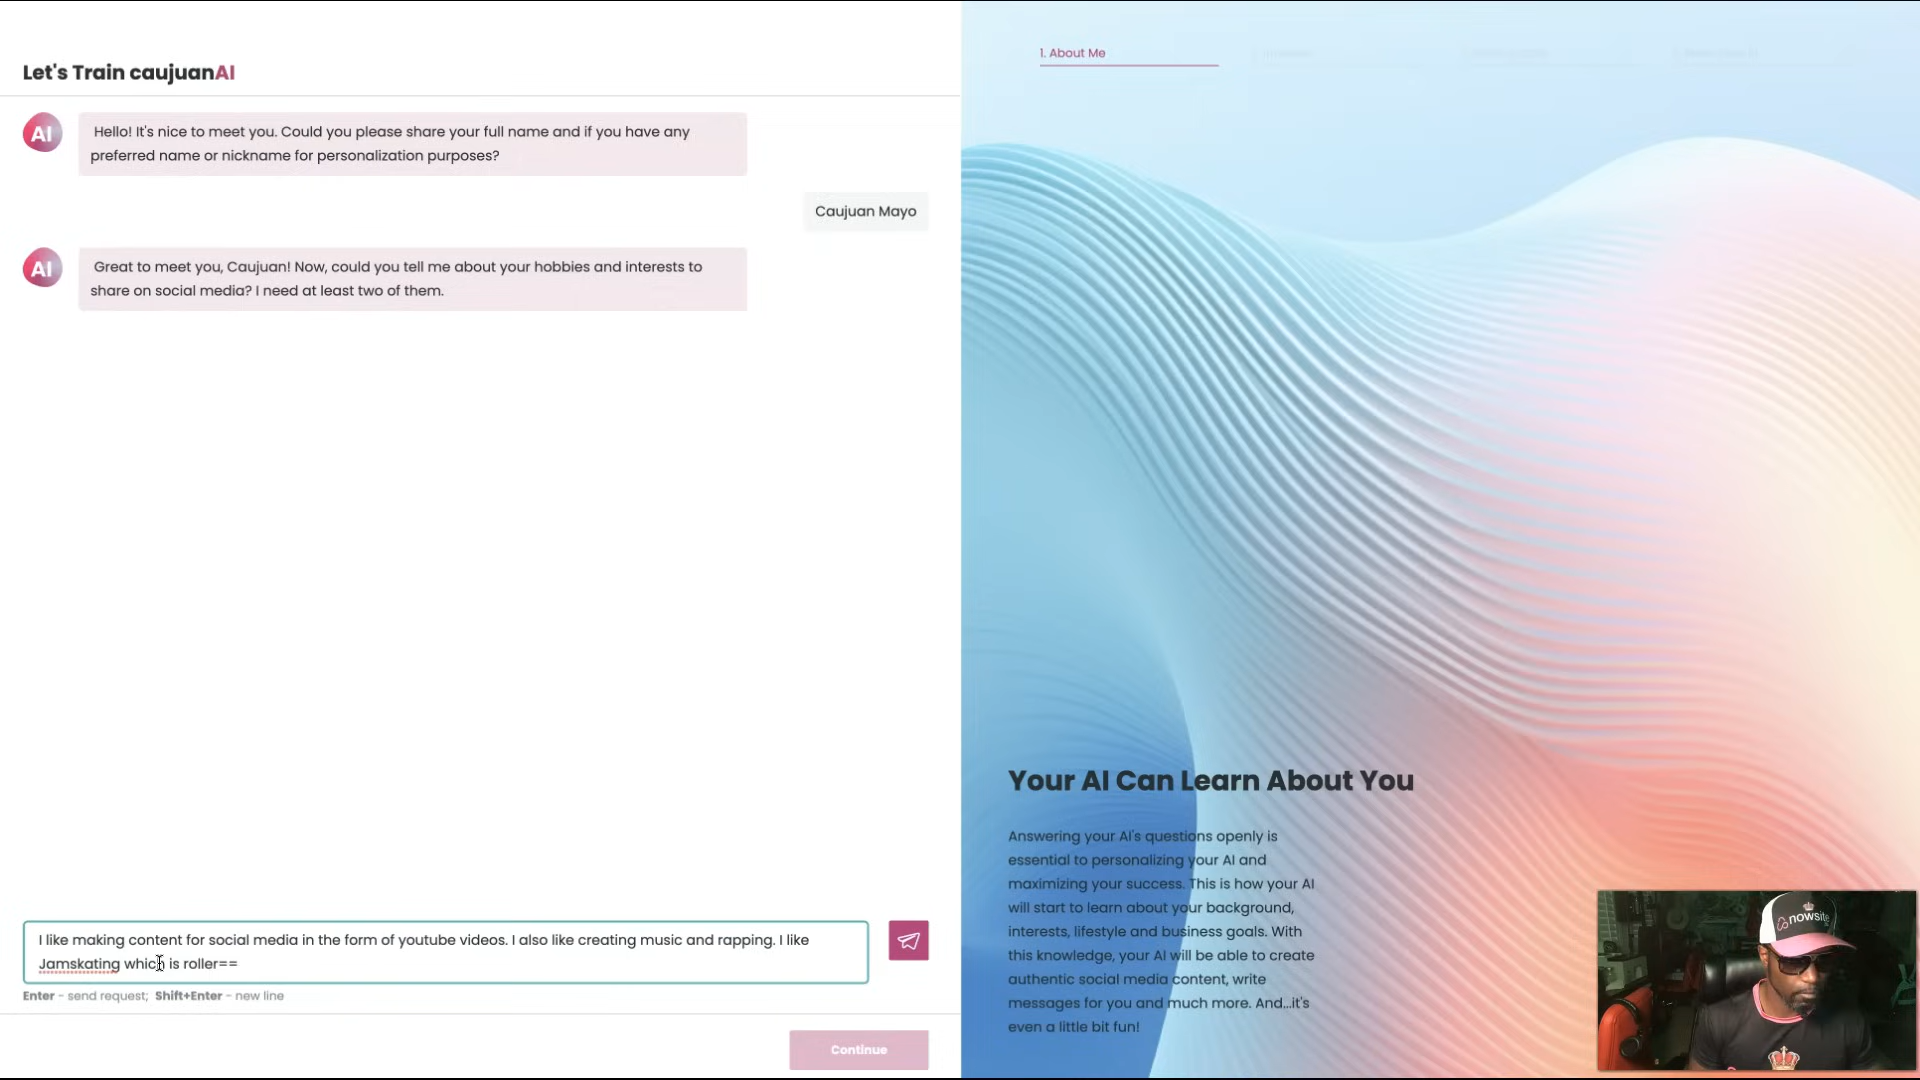 Let's Train caujuanAI
1. About Me
AI
Hello! It's nice to meet you. Could you please share your full name and if you have any
preferred name or nickname for personalization purposes?
Caujuan Mayo
AI
Great to meet you, Caujuan! Now, could you tell me about your hobbies and interests to
share on social media? I need at least two of them.
I like making content for social media in the form of youtube videos. I also like creating music and rapping. I like
Jamskating which is roller==
Enter - send request; Shift+Enter - new line
Continue
Your AI Can Learn About You
Answering your AI's questions openly is
essential to personalizing your AI and
maximizing your success. This is how your AI
will start to learn about your background,
interests, lifestyle and business goals. With
this knowledge, your AI will be able to create
authentic social media content, write
messages for you and much more. And...it's
even a little bit fun!
nowsite